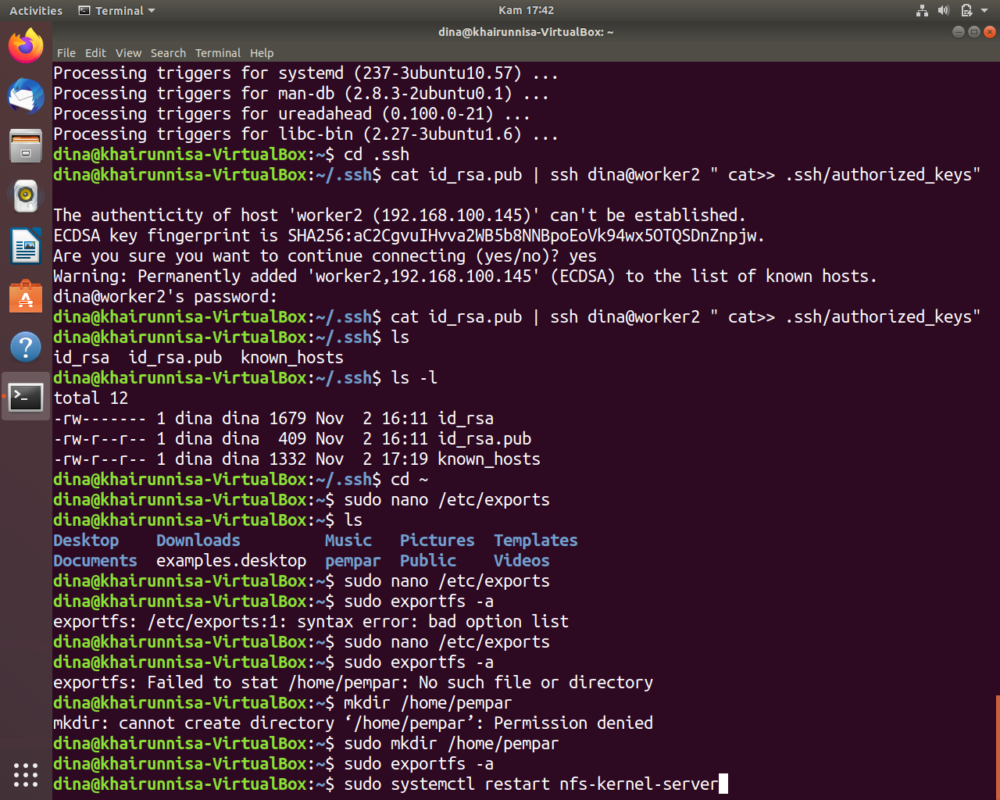 Activities Terminal Kam 17:42
dina@khairunnisa-VirtualBox: ~
File Edit View Search Terminal Help
Processing triggers for systemd (237-3ubuntu10.57) ...
Processing triggers for man-db (2.8.3-2ubuntu0.1) ...
Processing triggers for ureadahead (0.100.0-21) ...
Processing triggers for libc-bin (2.27-3ubuntu1.6) ...
dina@khairunnisa-VirtualBox:~$ cd .ssh
dina@khairunnisa-VirtualBox:~/.ssh$ cat id_rsa.pub | ssh dina@worker2 " cat>> .ssh/authorized_keys"
The authenticity of host 'worker2 (192.168.100.145)' can't be established.
ECDSA key fingerprint is SHA256:aC2CgvuIHvva2WB5b8NNBpoEoVk94wx5OTQSDnZnpjw.
Are you sure you want to continue connecting (yes/no)? yes
Warning: Permanently added 'worker2,192.168.100.145' (ECDSA) to the list of known hosts.
dina@worker2's password:
dina@khairunnisa-VirtualBox:~/.ssh$ cat id_rsa.pub | ssh dina@worker2 " cat>> .ssh/authorized_keys"
dina@khairunnisa-VirtualBox:~/.ssh$ ls
id_rsa  id_rsa.pub  known_hosts
dina@khairunnisa-VirtualBox:~/.ssh$ ls -l
total 12
-rw------- 1 dina dina 1679 Nov  2 16:11 id_rsa
-rw-r--r-- 1 dina dina  409 Nov  2 16:11 id_rsa.pub
-rw-r--r-- 1 dina dina 1332 Nov  2 17:19 known_hosts
dina@khairunnisa-VirtualBox:~/.ssh$ cd ~
dina@khairunnisa-VirtualBox:~$ sudo nano /etc/exports
dina@khairunnisa-VirtualBox:~$ ls
Desktop    Downloads         Music   Pictures  Templates
Documents  examples.desktop  pempar  Public    Videos
dina@khairunnisa-VirtualBox:~$ sudo nano /etc/exports
dina@khairunnisa-VirtualBox:~$ sudo exportfs -a
exportfs: /etc/exports:1: syntax error: bad option list
dina@khairunnisa-VirtualBox:~$ sudo nano /etc/exports
dina@khairunnisa-VirtualBox:~$ sudo exportfs -a
exportfs: Failed to stat /home/pempar: No such file or directory
dina@khairunnisa-VirtualBox:~$ mkdir /home/pempar
mkdir: cannot create directory ‘/home/pempar’: Permission denied
dina@khairunnisa-VirtualBox:~$ sudo mkdir /home/pempar
dina@khairunnisa-VirtualBox:~$ sudo exportfs -a
dina@khairunnisa-VirtualBox:~$ sudo systemctl restart nfs-kernel-server